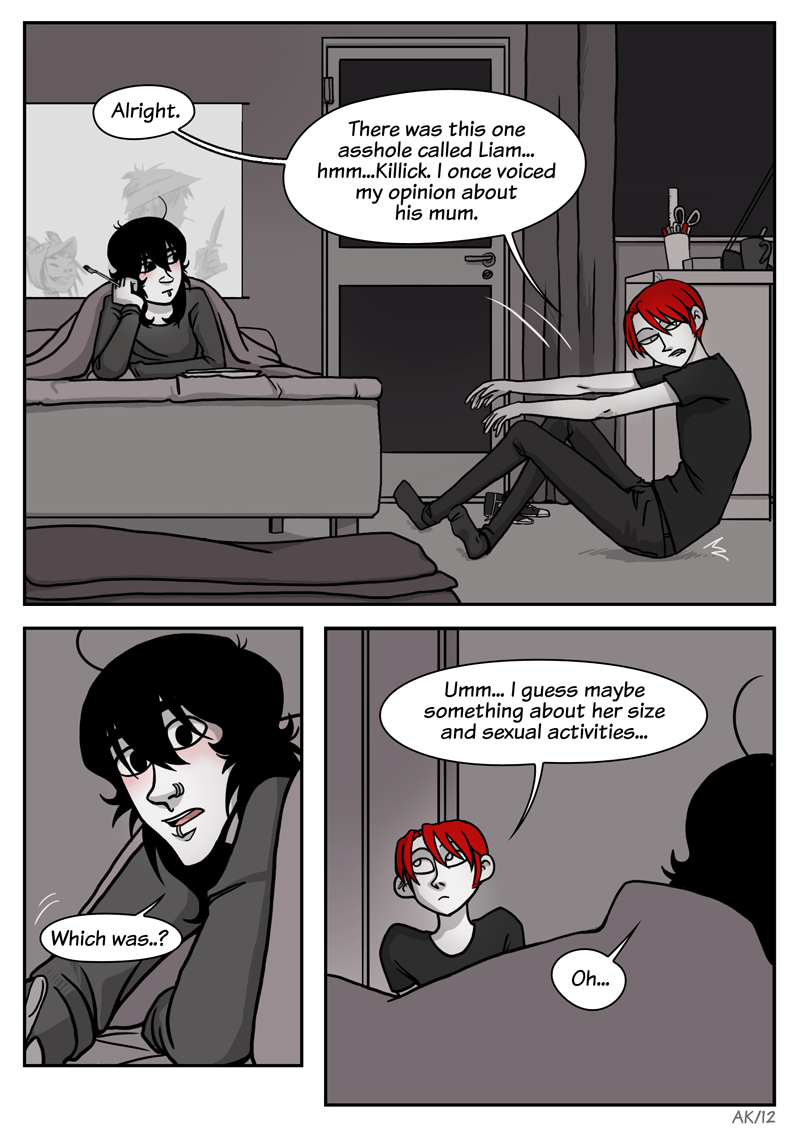 Alright.
There was this one
asshole called Liam...
hmm...Killick. I once voiced
my opinion about
his mum.
Which was..?
Umm... I guess maybe
something about her size
and sexual activities...
Oh...
AK/12